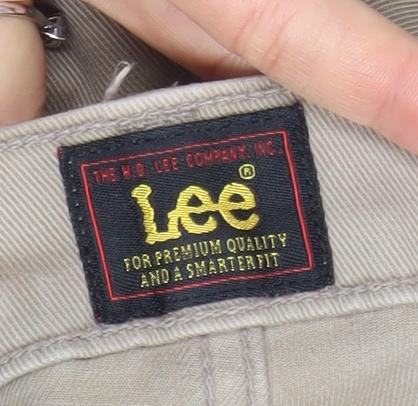 THE H.D. LEE COMPANY, INC.
Lee®
FOR PREMIUM QUALITY
AND A SMARTER FIT